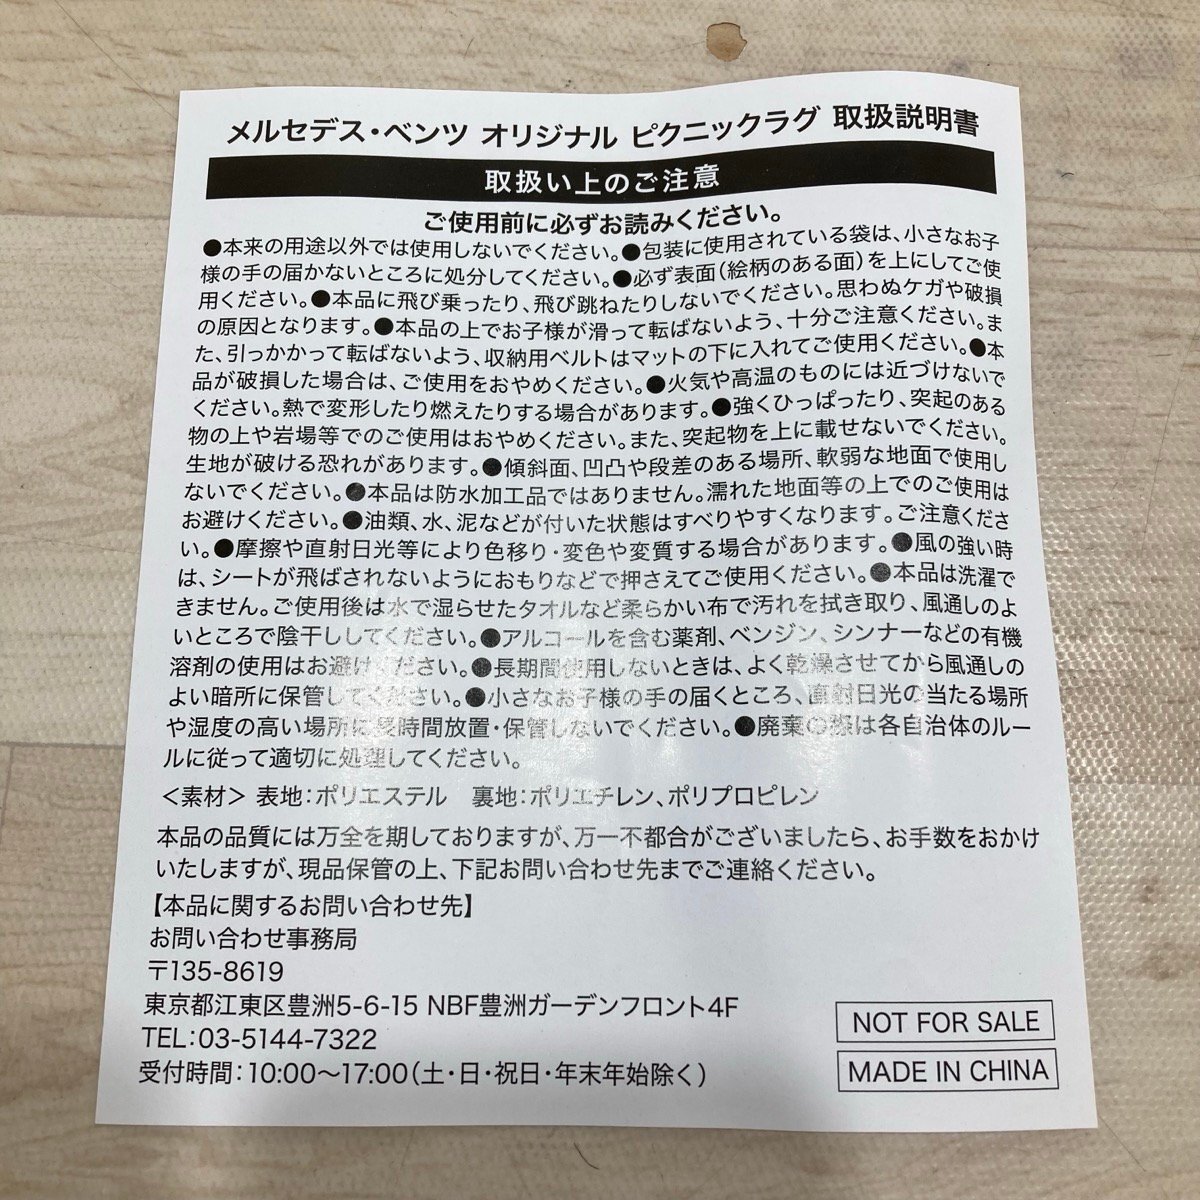 メルセデス・ベンツ オリジナル ピクニックラグ 取扱説明書
取扱い上のご注意
ご使用前に必ずお読みください。
●本来の用途以外では使用しないでください。●包装に使用されている袋は、小さなお子
様の手の届かないところに処分してください。●必ず表面(絵柄のある面)を上にしてご使
用ください。●本品に飛び乗ったり、飛び跳ねたりしないでください。思わぬケガや破損
の原因となります。●本品の上でお子様が滑って転ばないよう、十分ご注意ください。ま
た、引っかかって転ばないよう、収納用ベルトはマットの下に入れてご使用ください。●本
品が破損した場合は、ご使用をおやめください。●火気や高温のものには近づけないで
ください。熱で変形したり燃えたりする場合があります。●強くひっぱったり、突起のある
物の上や岩場等でのご使用はおやめください。また、突起物を上に載せないでください。
生地が破ける恐れがあります。●傾斜面、凹凸や段差のある場所、軟弱な地面で使用し
ないでください。●本品は防水加工品ではありません。濡れた地面等の上でのご使用は
お避けください。●油類、水、泥などが付いた状態はすべりやすくなります。ご注意くださ
い。●摩擦や直射日光等により色移り・変色や変質する場合があります。●風の強い時
は、シートが飛ばされないようにおもりなどで押さえてご使用ください。●本品は洗濯で
きません。ご使用後は水で湿らせたタオルなど柔らかい布で汚れを拭き取り、風通しのよ
いところで陰干ししてください。●アルコールを含む薬剤、ベンジン、シンナーなどの有機
溶剤の使用はお避けください。●長期間使用しないときは、よく乾燥させてから風通しの
よい暗所に保管してください。●小さなお子様の手の届くところ、直射日光の当たる場所
や湿度の高い場所に長時間放置・保管しないでください。●廃棄の際は各自治体のルー
ルに従って適切に処理してください。
<素材> 表地:ポリエステル 裏地:ポリエチレン、ポリプロピレン
本品の品質には万全を期しておりますが、万一不都合がございましたら、お手数をおかけ
いたしますが、現品保管の上、下記お問い合わせ先までご連絡ください。
【本品に関するお問い合わせ先】
お問い合わせ事務局
〒135-8619
東京都江東区豊洲5-6-15 NBF豊洲ガーデンフロント4F
TEL:03-5144-7322
受付時間:10:00〜17:00(土・日・祝日・年末年始除く)
NOT FOR SALE
MADE IN CHINA